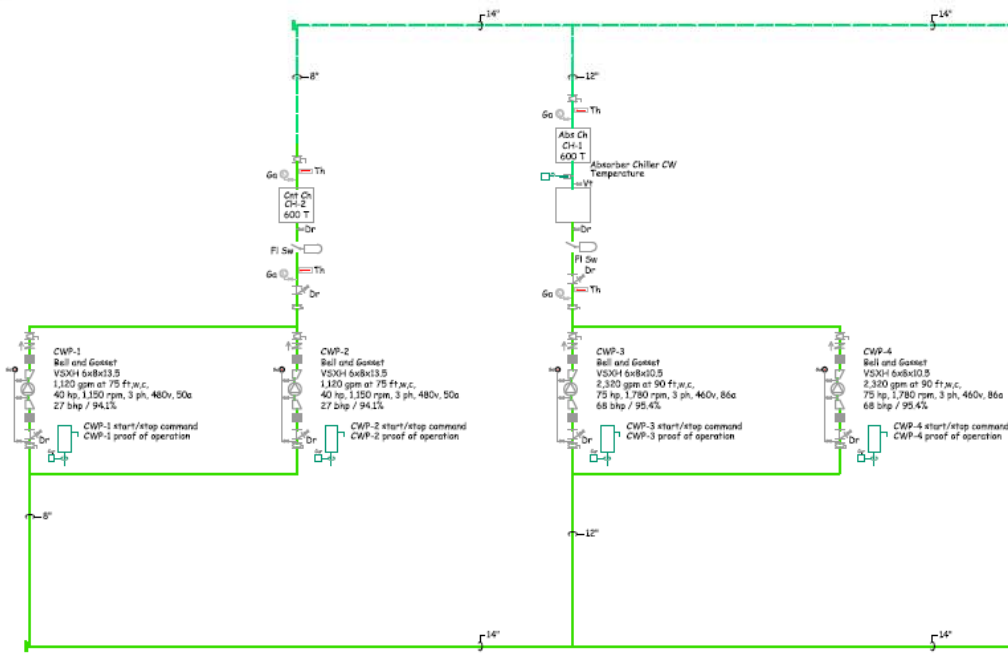 14"
14"
8"
12"
Ga
Th
Ga
Th
Abs Ch
CH-1
600 T
Absorber Chiller CW
Temperature
Vt
Cnt Ch
CH-2
600 T
Dr
Dr
Fl Sw
Fl Sw
Ga
Th
Dr
Dr
Ga
Th
CWP-1
Bell and Gosset
VSXH 6x8x13.5
1,120 gpm at 75 ft,w,c,
40 hp, 1,150 rpm, 3 ph, 480v, 50a
27 bhp / 94.1%
CWP-2
Bell and Gosset
VSXH 6x8x13.5
1,120 gpm at 75 ft,w,c,
40 hp, 1,150 rpm, 3 ph, 480v, 50a
27 bhp / 94.1%
CWP-3
Bell and Gosset
VSXH 6x8x10.5
2,320 gpm at 90 ft,w,c,
75 hp, 1,780 rpm, 3 ph, 460v, 86a
68 bhp / 95.4%
CWP-4
Bell and Gosset
VSXH 6x8x10.5
2,320 gpm at 90 ft,w,c,
75 hp, 1,780 rpm, 3 ph, 460v, 86a
68 bhp / 95.4%
Dr
CWP-1 start/stop command
CWP-1 proof of operation
Dr
CWP-2 start/stop command
CWP-2 proof of operation
Dr
CWP-3 start/stop command
CWP-3 proof of operation
Dr
CWP-4 start/stop command
CWP-4 proof of operation
8"
12"
14"
14"